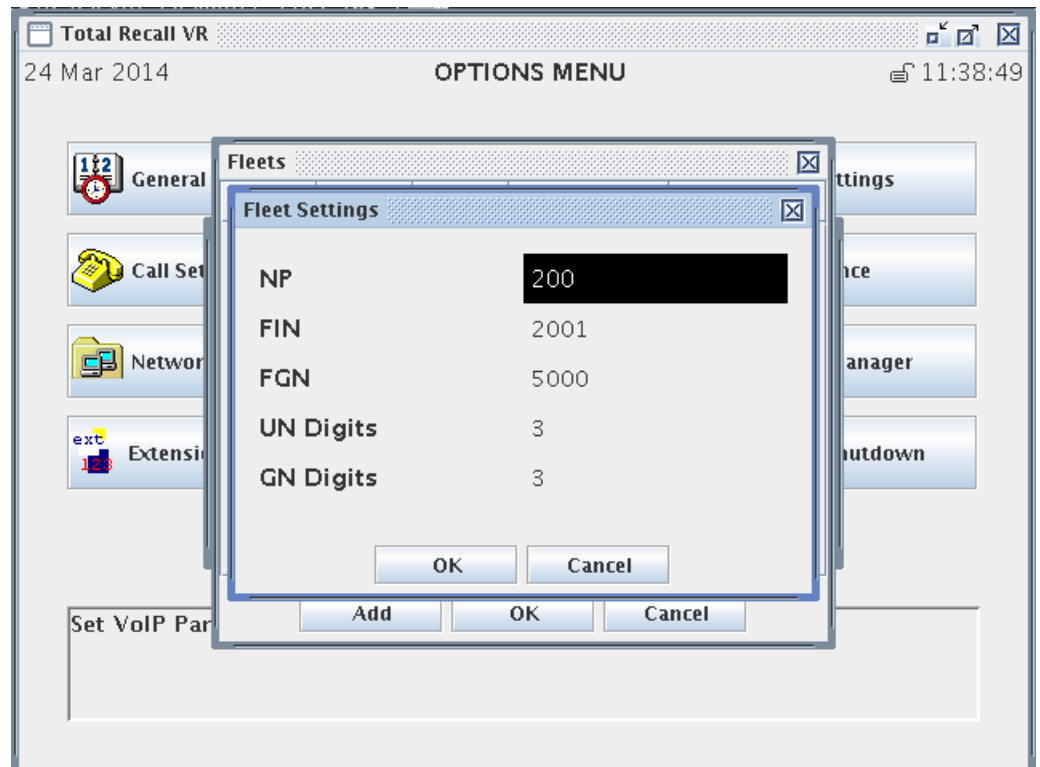 Total Recall VR
24 Mar 2014 OPTIONS MENU 11:38:49
General
Fleets
ttings
Fleet Settings
Call Set
nce
NP 200
FIN 2001
Networ
anager
FGN 5000
UN Digits 3
ext
123
Extensi
utdown
GN Digits 3
OK Cancel
Add OK Cancel
Set VoIP Par